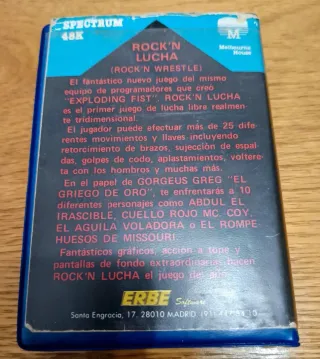 SPECTRUM
48K
Melbourne
House
ROCK'N
LUCHA
(ROCK'N WRESTLE)
El fantástico nuevo juego del mismo
equipo de programadores que creó
"EXPLODING FIST". ROCK'N LUCHA
es el primer juego de lucha libre realmen-
te tridimensional.
El jugador puede efectuar más de 25 dife-
rentes movimientos y llaves incluyendo
retorcimiento de brazos, sujeción de espal-
das, golpes de codo, aplastamientos, voltere-
ta con los hombros y muchas más.
En el papel de GORGEUS GREG "EL
GRIEGO DE ORO", te enfrentarás a 10
diferentes personajes como ABDUL EL
IRASCIBLE, CUELLO ROJO MC. COY,
EL AGUILA VOLADORA o EL ROMPE
HUESOS DE MISSOURI.
Fantásticos gráficos, acción a tope y
pantallas de fondo extraordinarias hacen
ROCK'N LUCHA el juego del
ERBE Software
Santa Engracia, 17. 28010 MADRID